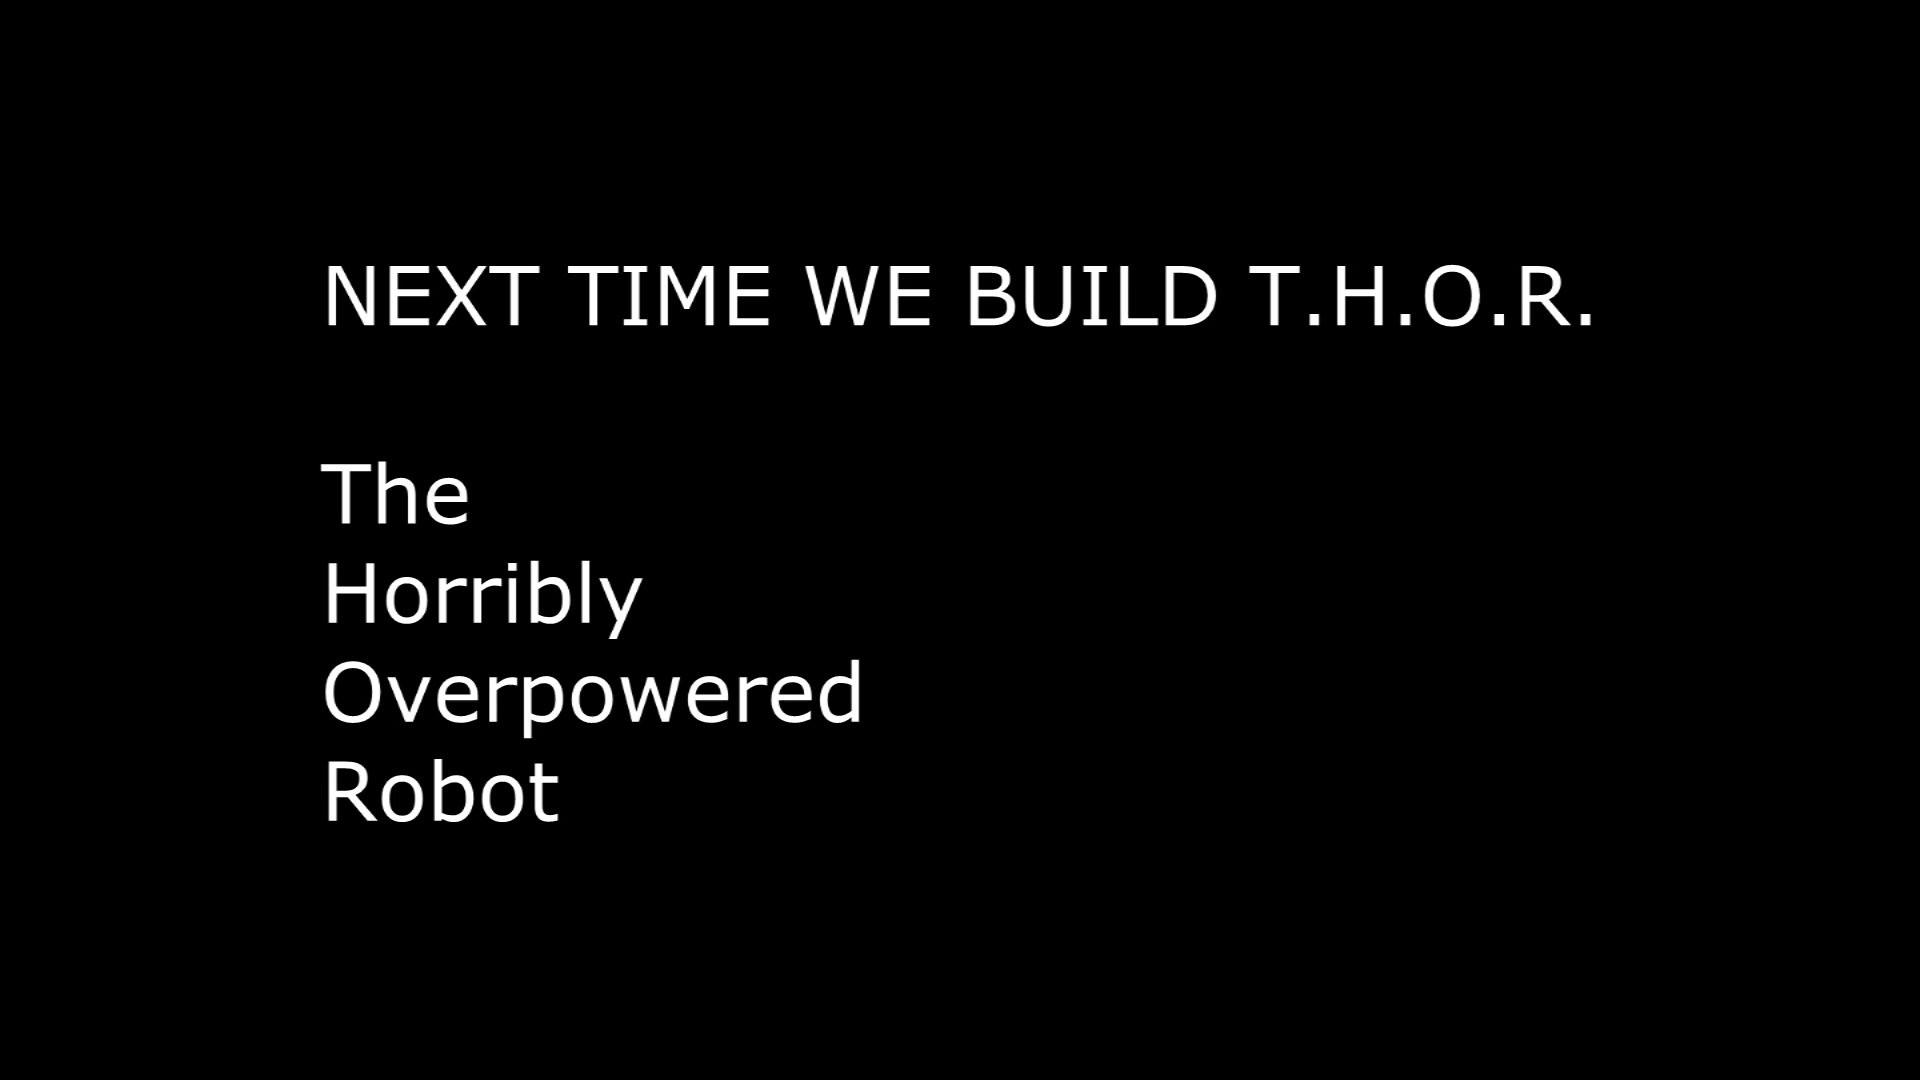 NEXT TIME WE BUILD T.H.O.R.
The
Horribly
Overpowered
Robot